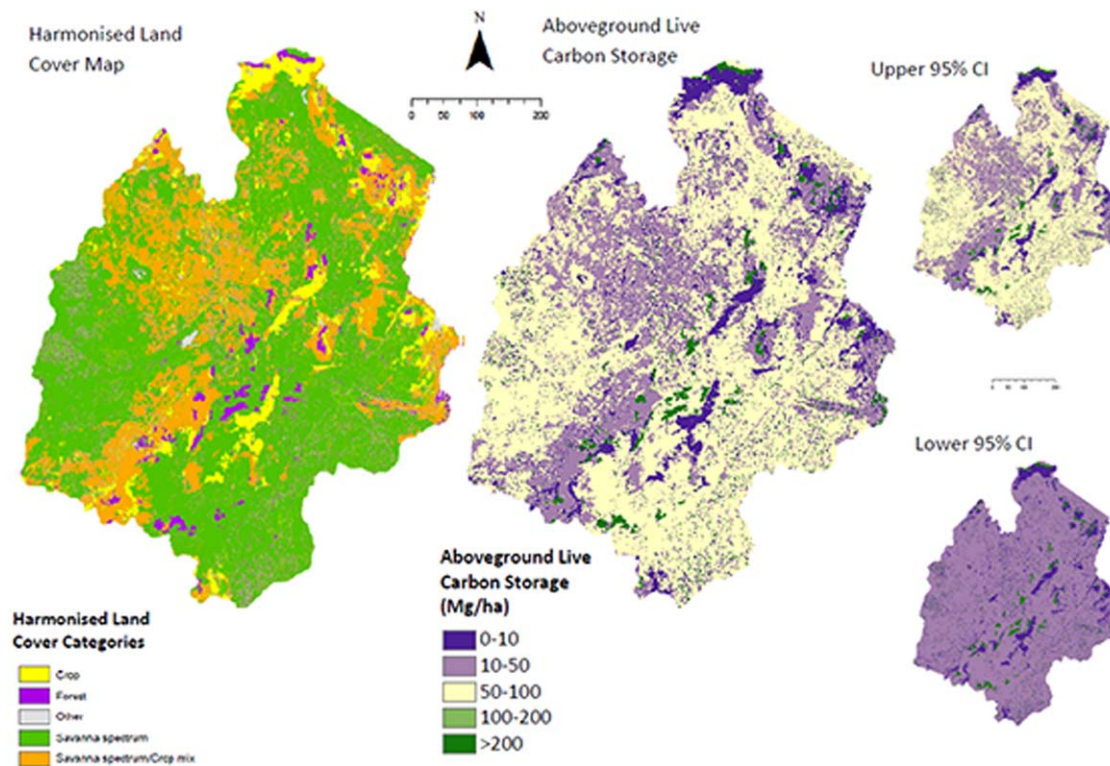 Harmonised Land
Cover Map
N
0 50 100 200
Aboveground Live
Carbon Storage
Upper 95% CI
Lower 95% CI
Harmonised Land
Cover Categories
Crop
Forest
Other
Savanna spectrum
Savanna spectrum/Crop mix
Aboveground Live
Carbon Storage
(Mg/ha)
0-10
10-50
50-100
100-200
>200